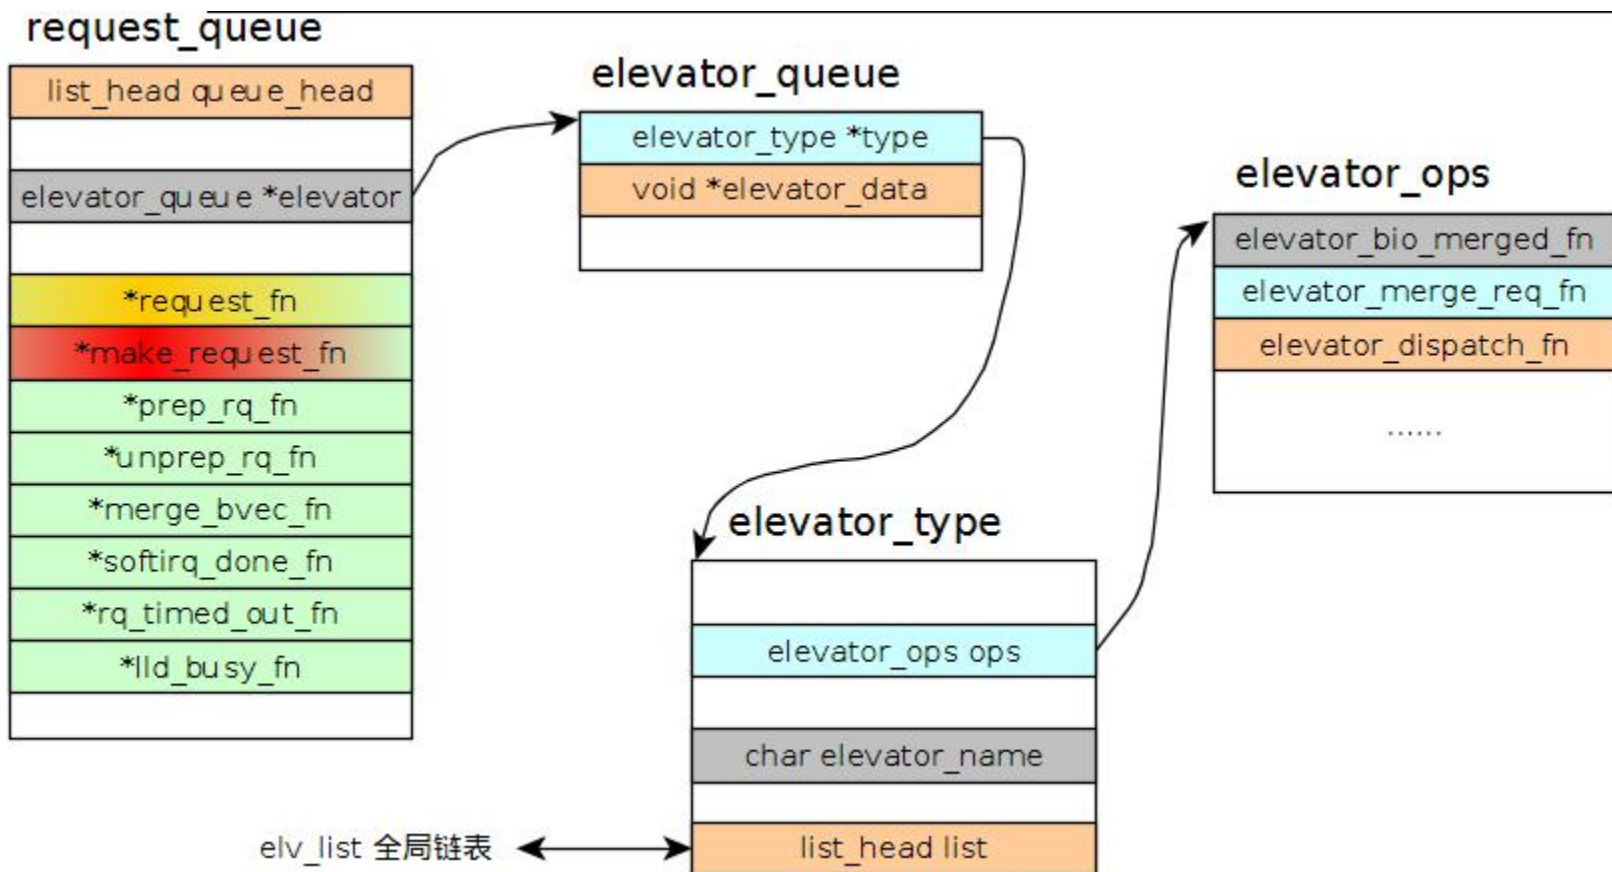 request_queue
list_head queue_head
elevator_queue *elevator
*request_fn
*make_request_fn
*prep_rq_fn
*unprep_rq_fn
*merge_bvec_fn
*softirq_done_fn
*rq_timed_out_fn
*lld_busy_fn
elevator_queue
elevator_type *type
void *elevator_data
elevator_ops
elevator_bio_merged_fn
elevator_merge_req_fn
elevator_dispatch_fn
......
elevator_type
elevator_ops ops
char elevator_name
list_head list
elv_list 全局链表